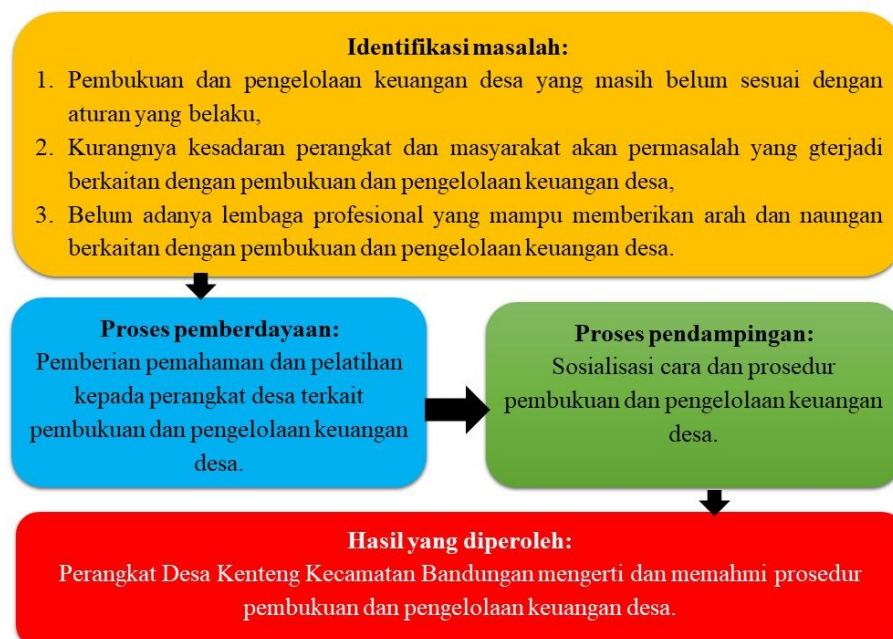 Identifikasi masalah:
1. Pembukuan dan pengelolaan keuangan desa yang masih belum sesuai dengan
aturan yang belaku,
2. Kurangnya kesadaran perangkat dan masyarakat akan permasalah yang gterjadi
berkaitan dengan pembukuan dan pengelolaan keuangan desa,
3. Belum adanya lembaga profesional yang mampu memberikan arah dan naungan
berkaitan dengan pembukuan dan pengelolaan keuangan desa.
Proses pemberdayaan:
Pemberian pemahaman dan pelatihan
kepada perangkat desa terkait
pembukuan dan pengelolaan keuangan
desa.
Proses pendampingan:
Sosialisasi cara dan prosedur
pembukuan dan pengelolaan keuangan
desa.
Hasil yang diperoleh:
Perangkat Desa Kenteng Kecamatan Bandungan mengerti dan memahmi prosedur
pembukuan dan pengelolaan keuangan desa.